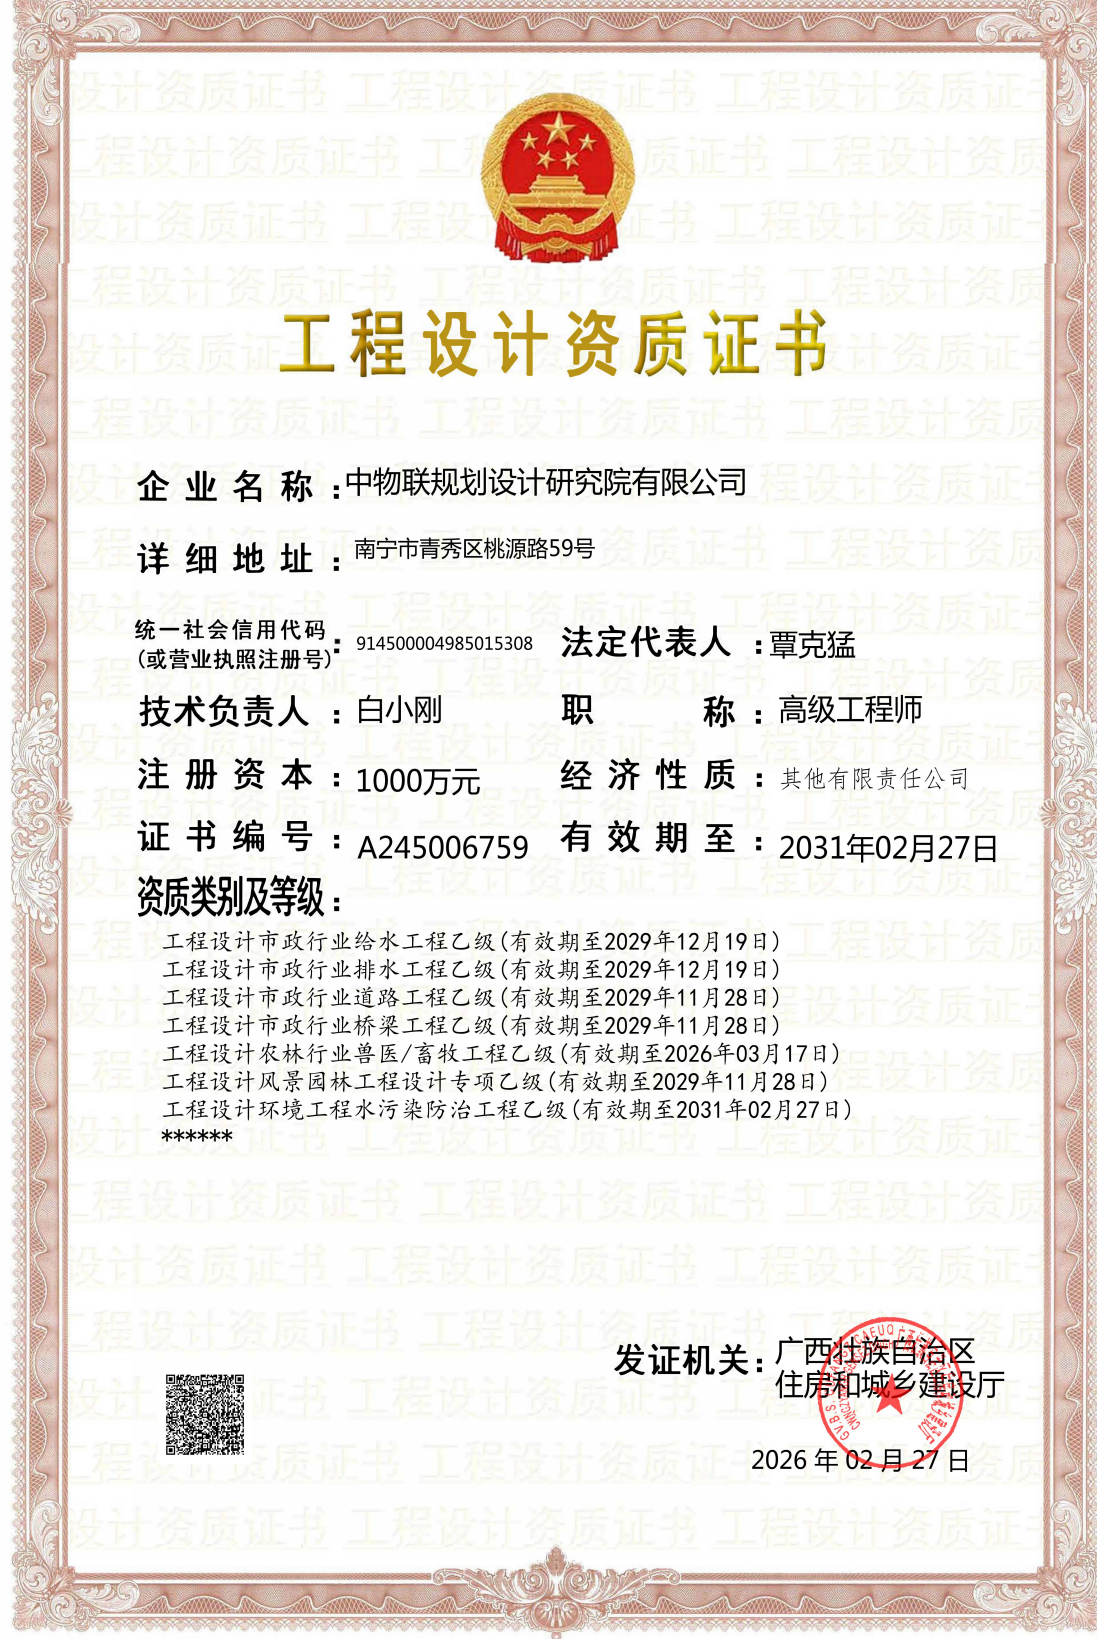 工程设计资质证书
企业名称：中物联规划设计研究院有限公司
详细地址：南宁市青秀区桃源路59号
统一社会信用代码
(或营业执照注册号)：914500004985015308 法定代表人：覃克猛
技术负责人：白小刚 职称：高级工程师
注册资本：1000万元 经济性质：其他有限责任公司
证书编号：A245006759 有效期至：2031年02月27日
资质类别及等级：
工程设计市政行业给水工程乙级(有效期至2029年12月19日)
工程设计市政行业排水工程乙级(有效期至2029年12月19日)
工程设计市政行业道路工程乙级(有效期至2029年11月28日)
工程设计市政行业桥梁工程乙级(有效期至2029年11月28日)
工程设计农林行业兽医/畜牧工程乙级(有效期至2026年03月17日)
工程设计风景园林工程设计专项乙级(有效期至2029年11月28日)
工程设计环境工程水污染防治工程乙级(有效期至2031年02月27日)
******
发证机关：广西壮族自治区
住房和城乡建设厅
2026 年 02 月 27 日